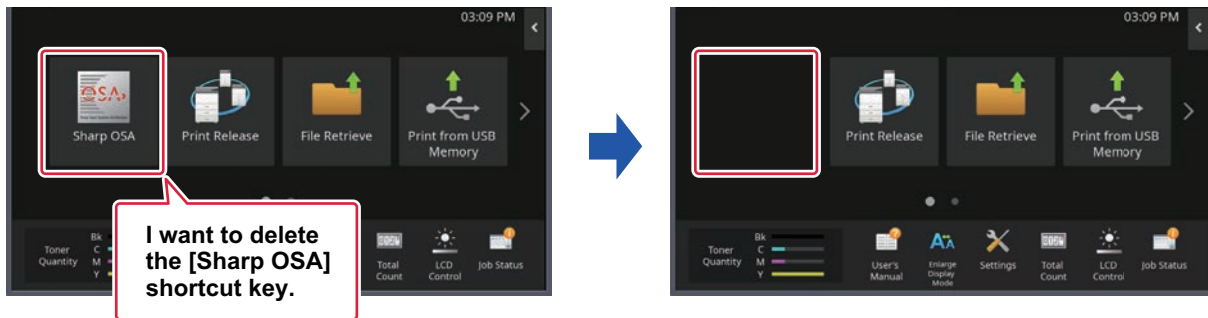 03:09 PM
OSA
Sharp OSA
Print Release
File Retrieve
Print from USB
Memory
I want to delete
the [Sharp OSA]
shortcut key.
Toner
Quantity
Bk
C
M
Y
Total
Count
LCD
Control
Job Status
03:09 PM
Print Release
File Retrieve
Print from USB
Memory
Toner
Quantity
Bk
C
M
Y
User's
Manual
Enlarge
Display
Mode
Settings
Total
Count
LCD
Control
Job Status